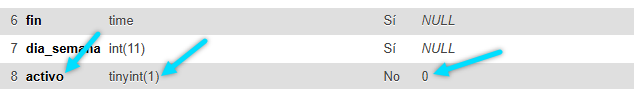 6 fin time Sí NULL
7 dia_semana int(11) Sí NULL
8 activo tinyint(1) No 0